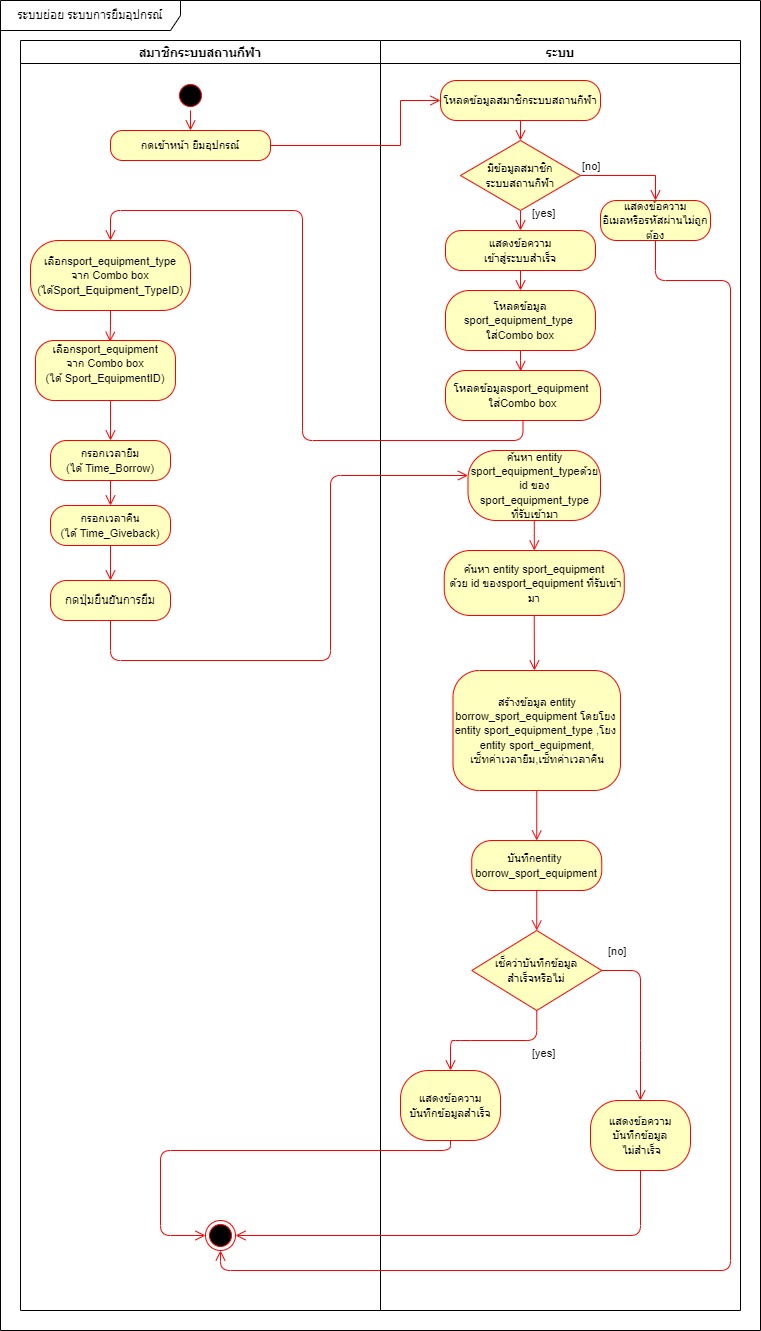 ระบบย่อย ระบบการยืมอุปกรณ์
สมาชิกระบบสถานกีฬา
ระบบ
กดเข้าหน้า ยืมอุปกรณ์
โหลดข้อมูลสมาชิกระบบสถานกีฬา
มีข้อมูลสมาชิก
ระบบสถานกีฬา
[no]
[yes]
แสดงข้อความ
อีเมลหรือรหัสผ่านไม่ถูก
ต้อง
แสดงข้อความ
เข้าสู่ระบบสำเร็จ
โหลดข้อมูล
sport_equipment_type
ใส่Combo box
โหลดข้อมูลsport_equipment
ใส่Combo box
เลือกsport_equipment_type
จาก Combo box
(ได้Sport_Equipment_TypeID)
เลือกsport_equipment
จาก Combo box
(ได้ Sport_EquipmentID)
กรอกเวลายืม
(ได้ Time_Borrow)
กรอกเวลาคืน
(ได้ Time_Giveback)
กดปุ่มยืนยันการยืม
ค้นหา entity
sport_equipment_typeด้วย
id ของ
sport_equipment_type
ที่รับเข้ามา
ค้นหา entity sport_equipment
ด้วย id ของsport_equipment ที่รับเข้า
มา
สร้างข้อมูล entity
borrow_sport_equipment โดยโยง
entity sport_equipment_type ,โยง
entity sport_equipment,
เซ็ทค่าเวลายืม,เซ็ทค่าเวลาคืน
บันทึกentity
borrow_sport_equipment
เช็คว่าบันทึกข้อมูล
สำเร็จหรือไม่
[no]
[yes]
แสดงข้อความ
บันทึกข้อมูลสำเร็จ
แสดงข้อความ
บันทึกข้อมูล
ไม่สำเร็จ